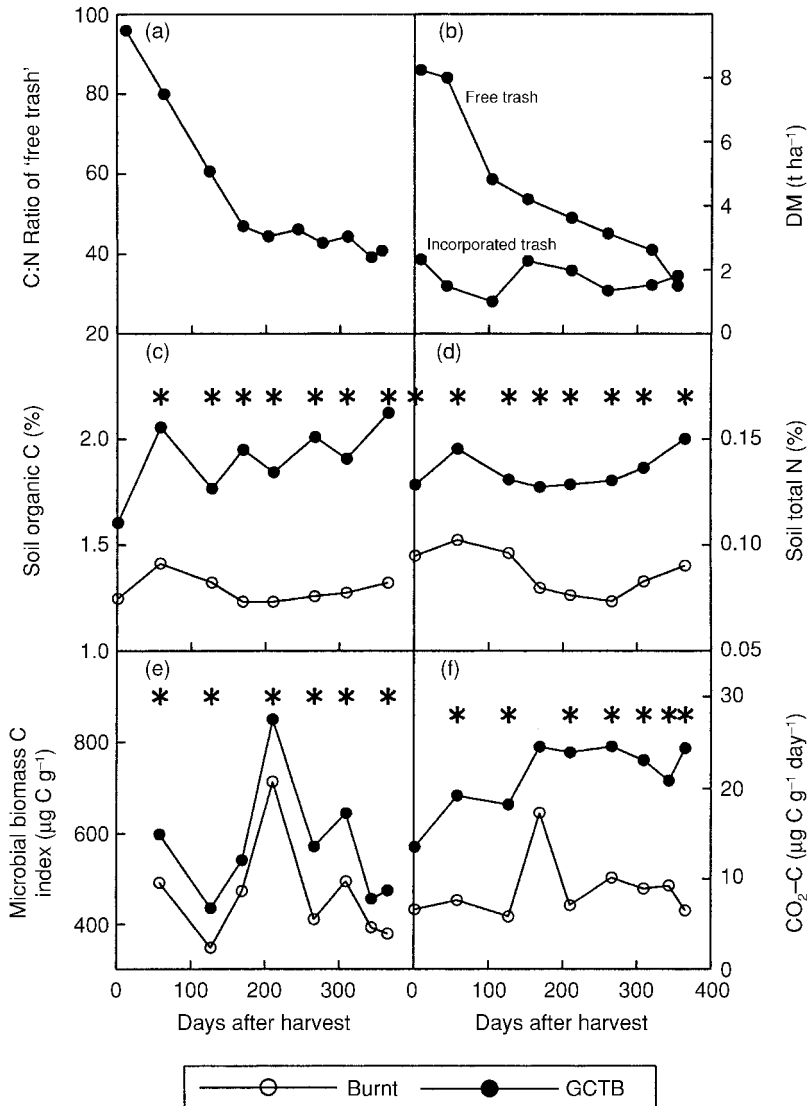 (a)
100
80
60
40
20
C:N Ratio of 'free trash'
(b)
Free trash
Incorporated trash
8
6
4
2
0
DM (t ha⁻¹)
(c)
* * * * * * *
2.0
1.5
1.0
Soil organic C (%)
(d)
* * * * * * * *
0.15
0.10
0.05
Soil total N (%)
(e)
* * * * * *
800
600
400
Microbial biomass C
index (µg C g⁻¹)
0 100 200 300
Days after harvest
(f)
* * * * * * *
30
20
10
0
CO₂–C (µg C g⁻¹ day⁻¹)
0 100 200 300 400
Days after harvest
Burnt GCTB